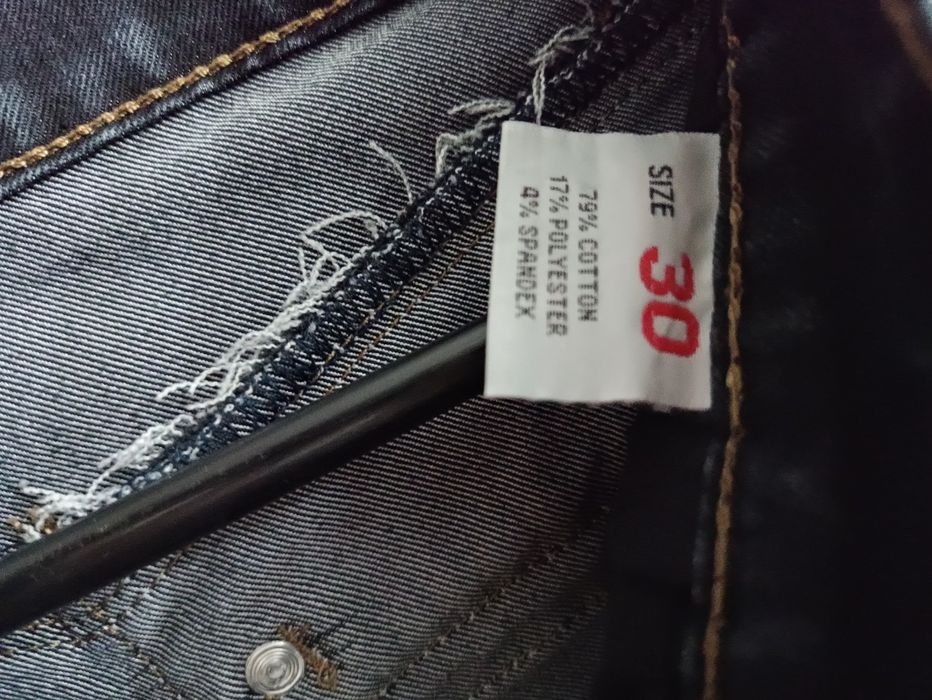 SIZE 30
79% COTTON
17% POLYESTER
4% SPANDEX